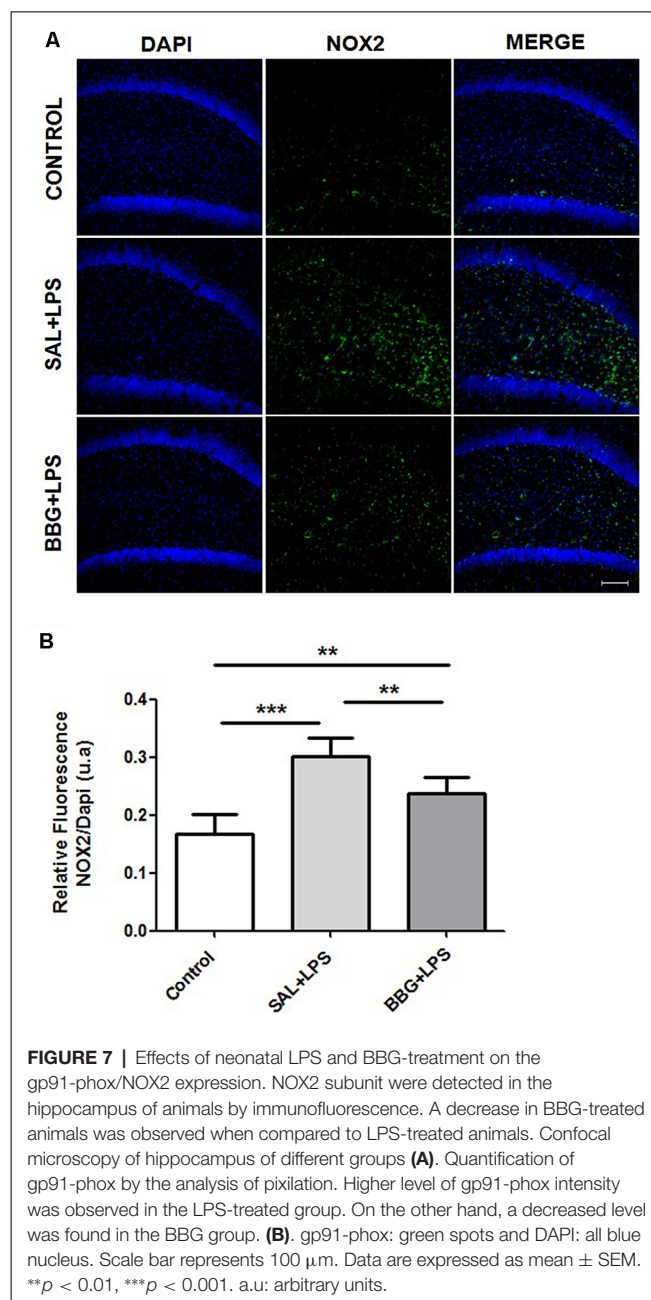 A
DAPI NOX2 MERGE
CONTROL
SAL+LPS
BBG+LPS
B
**
*** **
Relative Fluorescence
NOX2/Dapi (u.a)
0.4
0.3
0.2
0.1
0.0
Control SAL+LPS BBG+LPS
FIGURE 7 | Effects of neonatal LPS and BBG-treatment on the
gp91-phox/NOX2 expression. NOX2 subunit were detected in the
hippocampus of animals by immunofluorescence. A decrease in BBG-treated
animals was observed when compared to LPS-treated animals. Confocal
microscopy of hippocampus of different groups (A). Quantification of
gp91-phox by the analysis of pixilation. Higher level of gp91-phox intensity
was observed in the LPS-treated group. On the other hand, a decreased level
was found in the BBG group. (B). gp91-phox: green spots and DAPI: all blue
nucleus. Scale bar represents 100 μm. Data are expressed as mean ± SEM.
**p < 0.01, ***p < 0.001. a.u: arbitrary units.